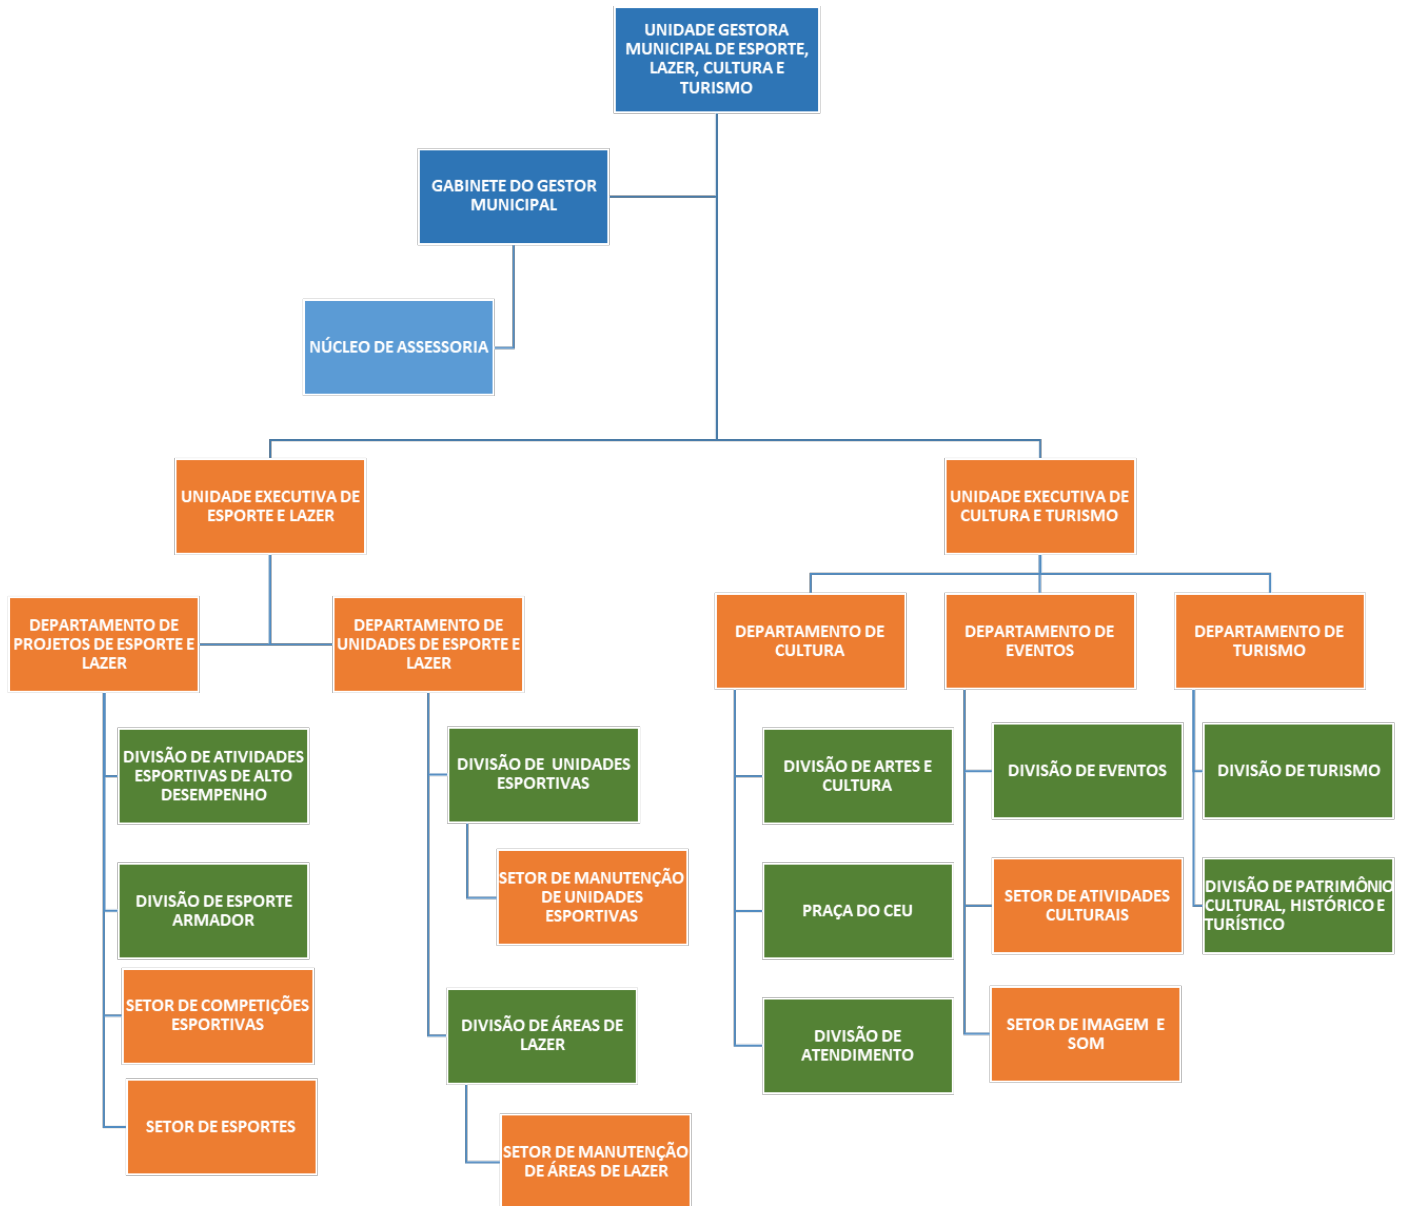 UNIDADE GESTORA
MUNICIPAL DE ESPORTE,
LAZER, CULTURA E
TURISMO
GABINETE DO GESTOR
MUNICIPAL
NÚCLEO DE ASSESSORIA
UNIDADE EXECUTIVA DE
ESPORTE E LAZER
UNIDADE EXECUTIVA DE
CULTURA E TURISMO
DEPARTAMENTO DE
PROJETOS DE ESPORTE E
LAZER
DEPARTAMENTO DE
UNIDADES DE ESPORTE E
LAZER
DEPARTAMENTO DE
CULTURA
DEPARTAMENTO DE
EVENTOS
DEPARTAMENTO DE
TURISMO
DIVISÃO DE ATIVIDADES
ESPORTIVAS DE ALTO
DESEMPENHO
DIVISÃO DE ESPORTE
ARMADOR
SETOR DE COMPETIÇÕES
ESPORTIVAS
SETOR DE ESPORTES
DIVISÃO DE UNIDADES
ESPORTIVAS
SETOR DE MANUTENÇÃO
DE UNIDADES
ESPORTIVAS
DIVISÃO DE ÁREAS DE
LAZER
SETOR DE MANUTENÇÃO
DE ÁREAS DE LAZER
DIVISÃO DE ARTES E
CULTURA
PRAÇA DO CEU
DIVISÃO DE
ATENDIMENTO
DIVISÃO DE EVENTOS
SETOR DE ATIVIDADES
CULTURAIS
SETOR DE IMAGEM E
SOM
DIVISÃO DE TURISMO
DIVISÃO DE PATRIMÔNIO
CULTURAL, HISTÓRICO E
TURÍSTICO